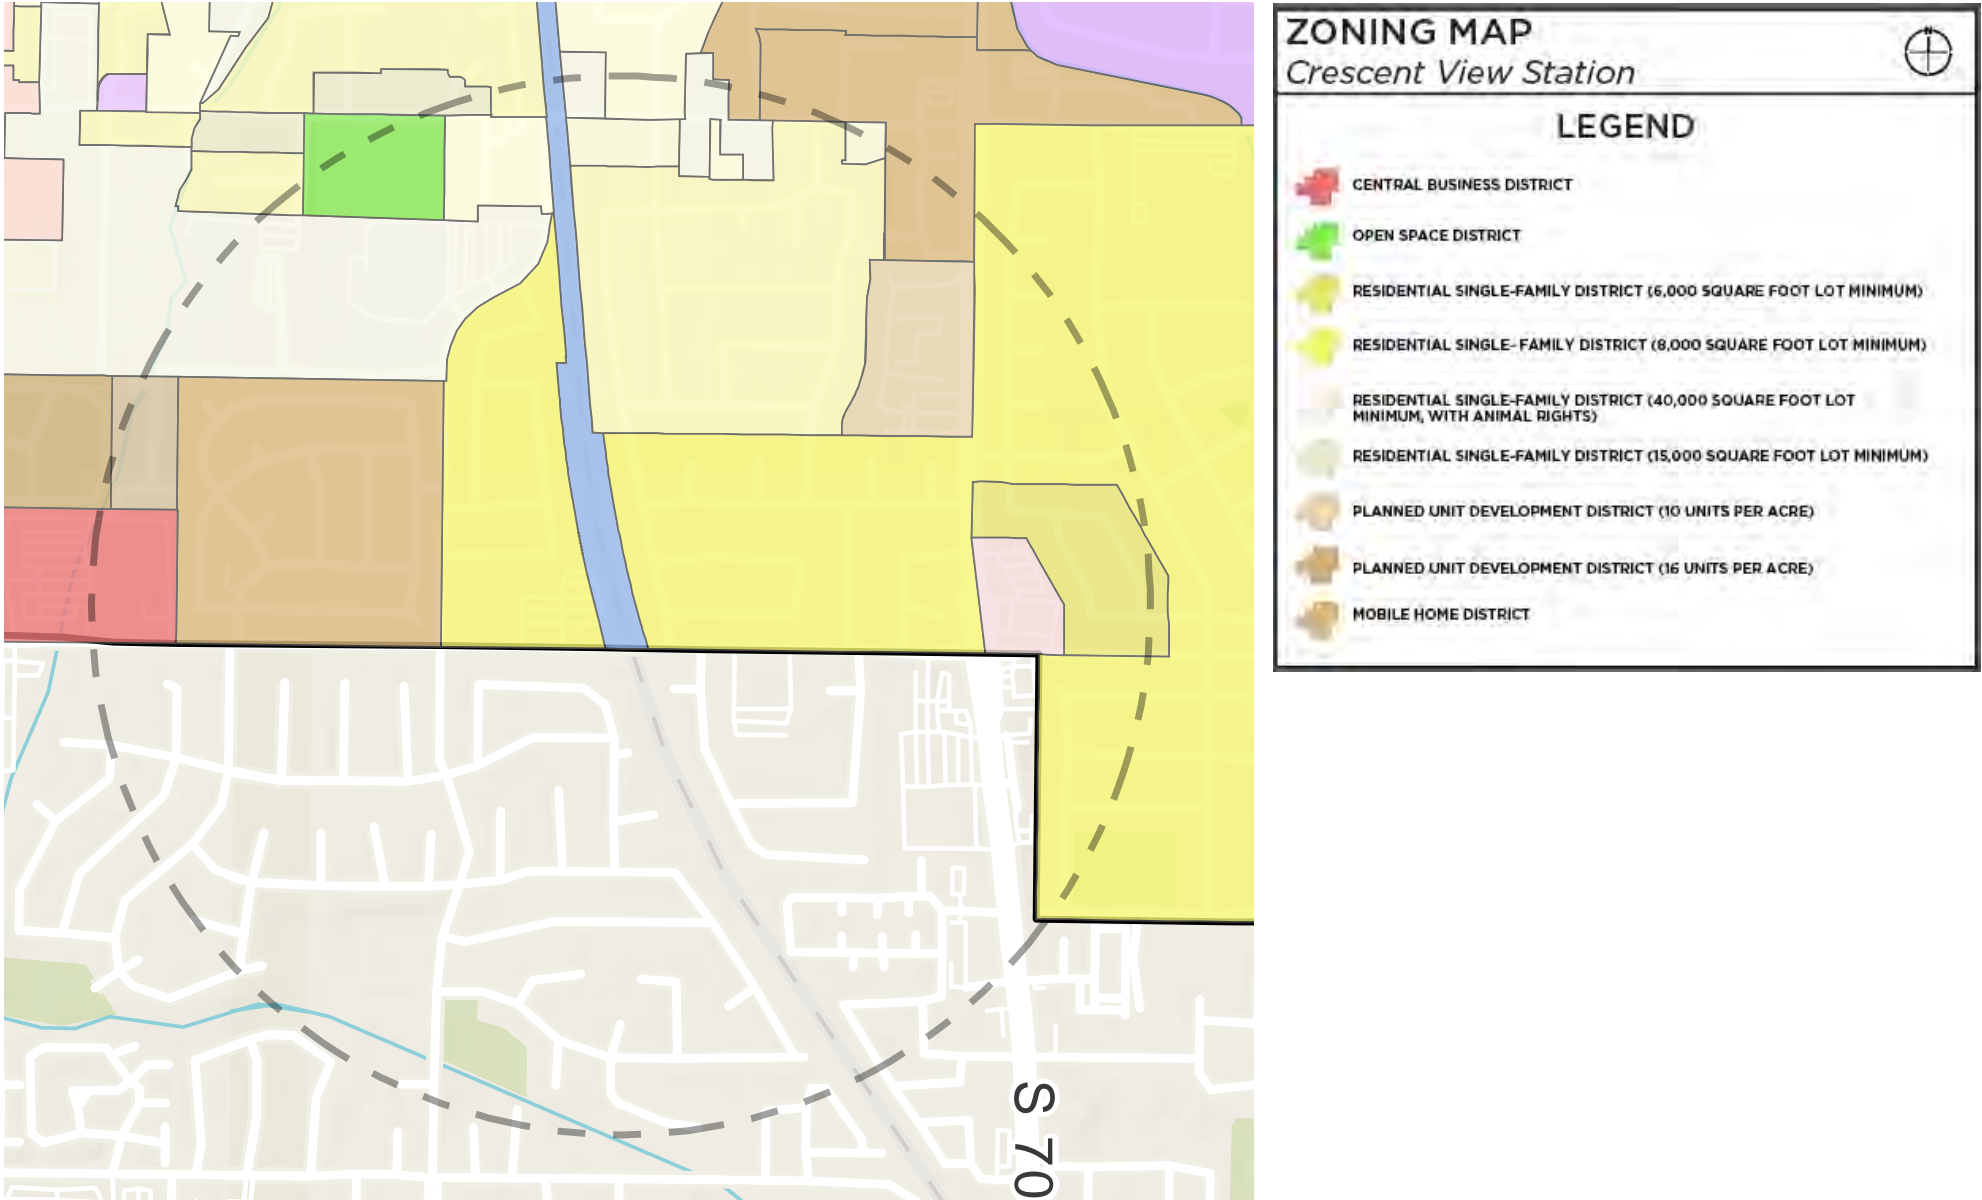 ZONING MAP
Crescent View Station
N
LEGEND
CENTRAL BUSINESS DISTRICT
OPEN SPACE DISTRICT
RESIDENTIAL SINGLE-FAMILY DISTRICT (6,000 SQUARE FOOT LOT MINIMUM)
RESIDENTIAL SINGLE- FAMILY DISTRICT (8,000 SQUARE FOOT LOT MINIMUM)
RESIDENTIAL SINGLE-FAMILY DISTRICT (40,000 SQUARE FOOT LOT
MINIMUM, WITH ANIMAL RIGHTS)
RESIDENTIAL SINGLE-FAMILY DISTRICT (15,000 SQUARE FOOT LOT MINIMUM)
PLANNED UNIT DEVELOPMENT DISTRICT (10 UNITS PER ACRE)
PLANNED UNIT DEVELOPMENT DISTRICT (16 UNITS PER ACRE)
MOBILE HOME DISTRICT
S 70